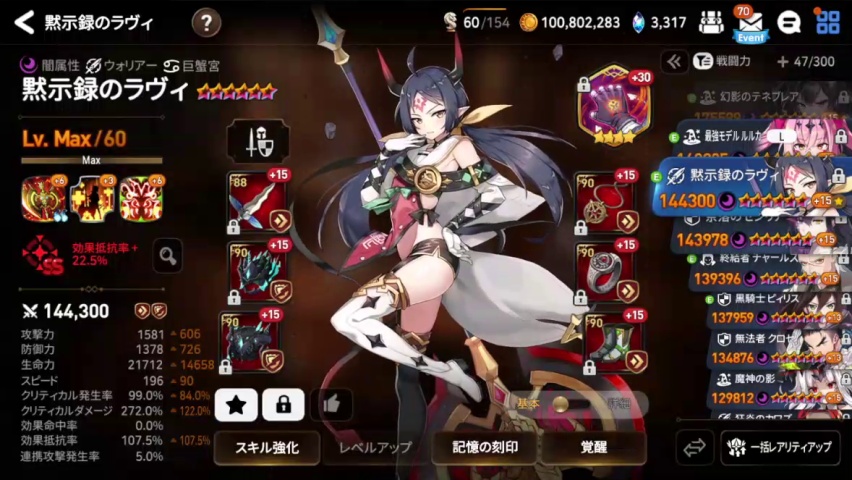 黙示録のラヴィ
?
60/154
100,802,283
3,317
70
Event
闇属性 ウォリアー 巨蟹宮
黙示録のラヴィ
Lv. Max/60
Max
+6
+3
+6
SS
効果抵抗率+
22.5%
144,300
攻撃力 1581 606
防御力 1378 726
生命力 21712 14658
スピード 196 90
クリティカル発生率 99.0% 84.0%
クリティカルダメージ 272.0% 122.0%
効果命中率 0.0%
効果抵抗率 107.5% 107.5%
連携攻撃発生率 5.0%
88 +15
90 +15
90 +15
+30
90 +15
90 +15
90 +15
基本
スキル強化
レベルアップ
記憶の刻印
覚醒
戦闘力
+ 47/300
幻影のテネブリア
最強モデル ルルカ
L
黙示録のラヴィ
144300 +15
143978 +15
終結者 チャールズ
139396 +15
黒騎士ピィリス
137959 +15
無法者 クロゼ
134876
魔神の影
129812 +15
一括レアリティアップ